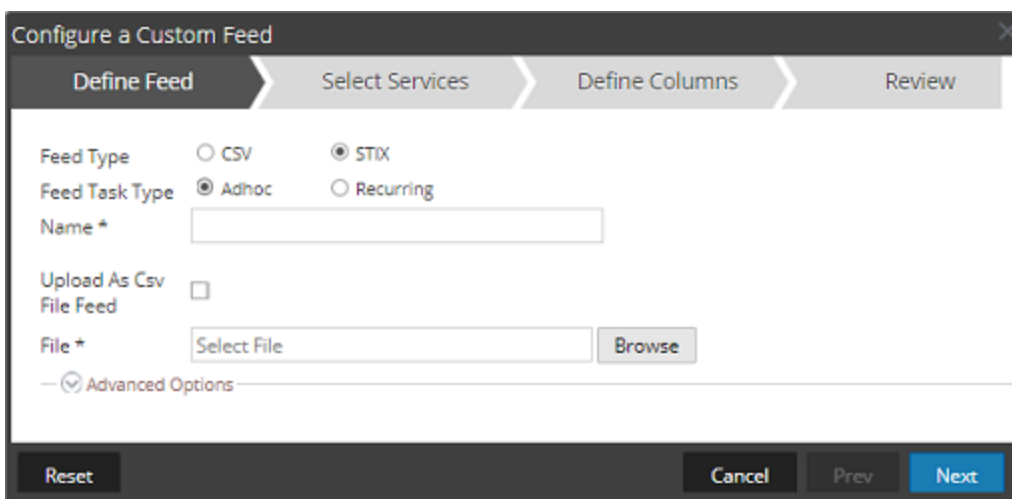 Configure a Custom Feed
Define Feed Select Services Define Columns Review
Feed Type CSV STIX
Feed Task Type Adhoc Recurring
Name *
Upload As Csv
File Feed
File * Select File Browse
Advanced Options
Reset Cancel Prev Next